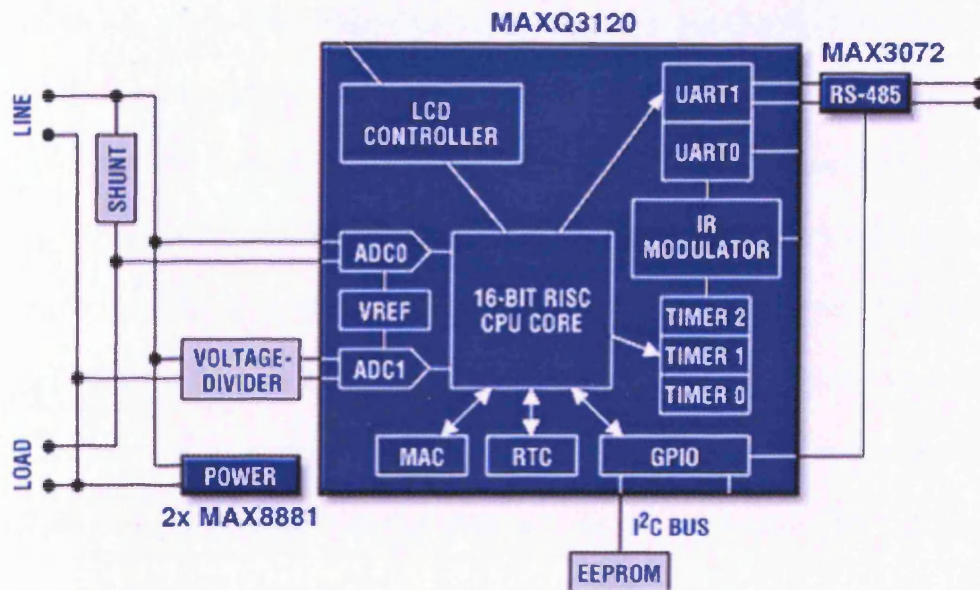 MAXQ3120
MAX3072
LINE
SHUNT
LCD
CONTROLLER
UART1
UART0
RS-485
IR
MODULATOR
ADC0
VREF
ADC1
16-BIT RISC
CPU CORE
TIMER 2
TIMER 1
TIMER 0
VOLTAGE-
DIVIDER
LOAD
POWER
2x MAX8881
MAC
RTC
GPIO
I²C BUS
EEPROM